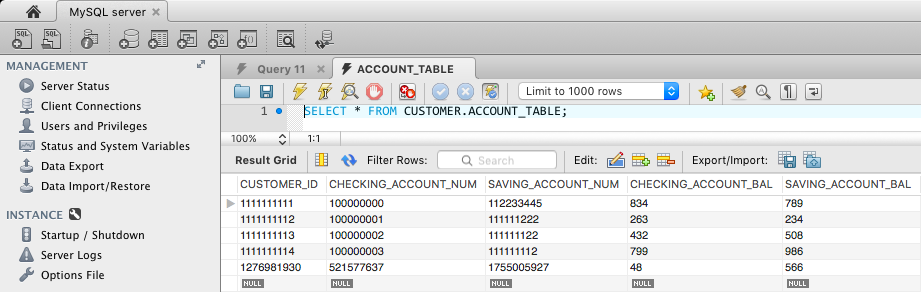 MySQL server
MANAGEMENT
Server Status
Client Connections
Users and Privileges
Status and System Variables
Data Export
Data Import/Restore
INSTANCE
Startup / Shutdown
Server Logs
Options File
Query 11
ACCOUNT_TABLE
Limit to 1000 rows
1 SELECT * FROM CUSTOMER.ACCOUNT_TABLE;
100% 1:1
Result Grid Filter Rows: Search Edit: Export/Import:
CUSTOMER_ID CHECKING_ACCOUNT_NUM SAVING_ACCOUNT_NUM CHECKING_ACCOUNT_BAL SAVING_ACCOUNT_BAL
1111111111 100000000 112233445 834 789
1111111112 100000001 111111222 263 234
1111111113 100000002 111111122 432 508
1111111114 100000003 111111112 799 986
1276981930 521577637 1755005927 48 566
NULL NULL NULL NULL NULL